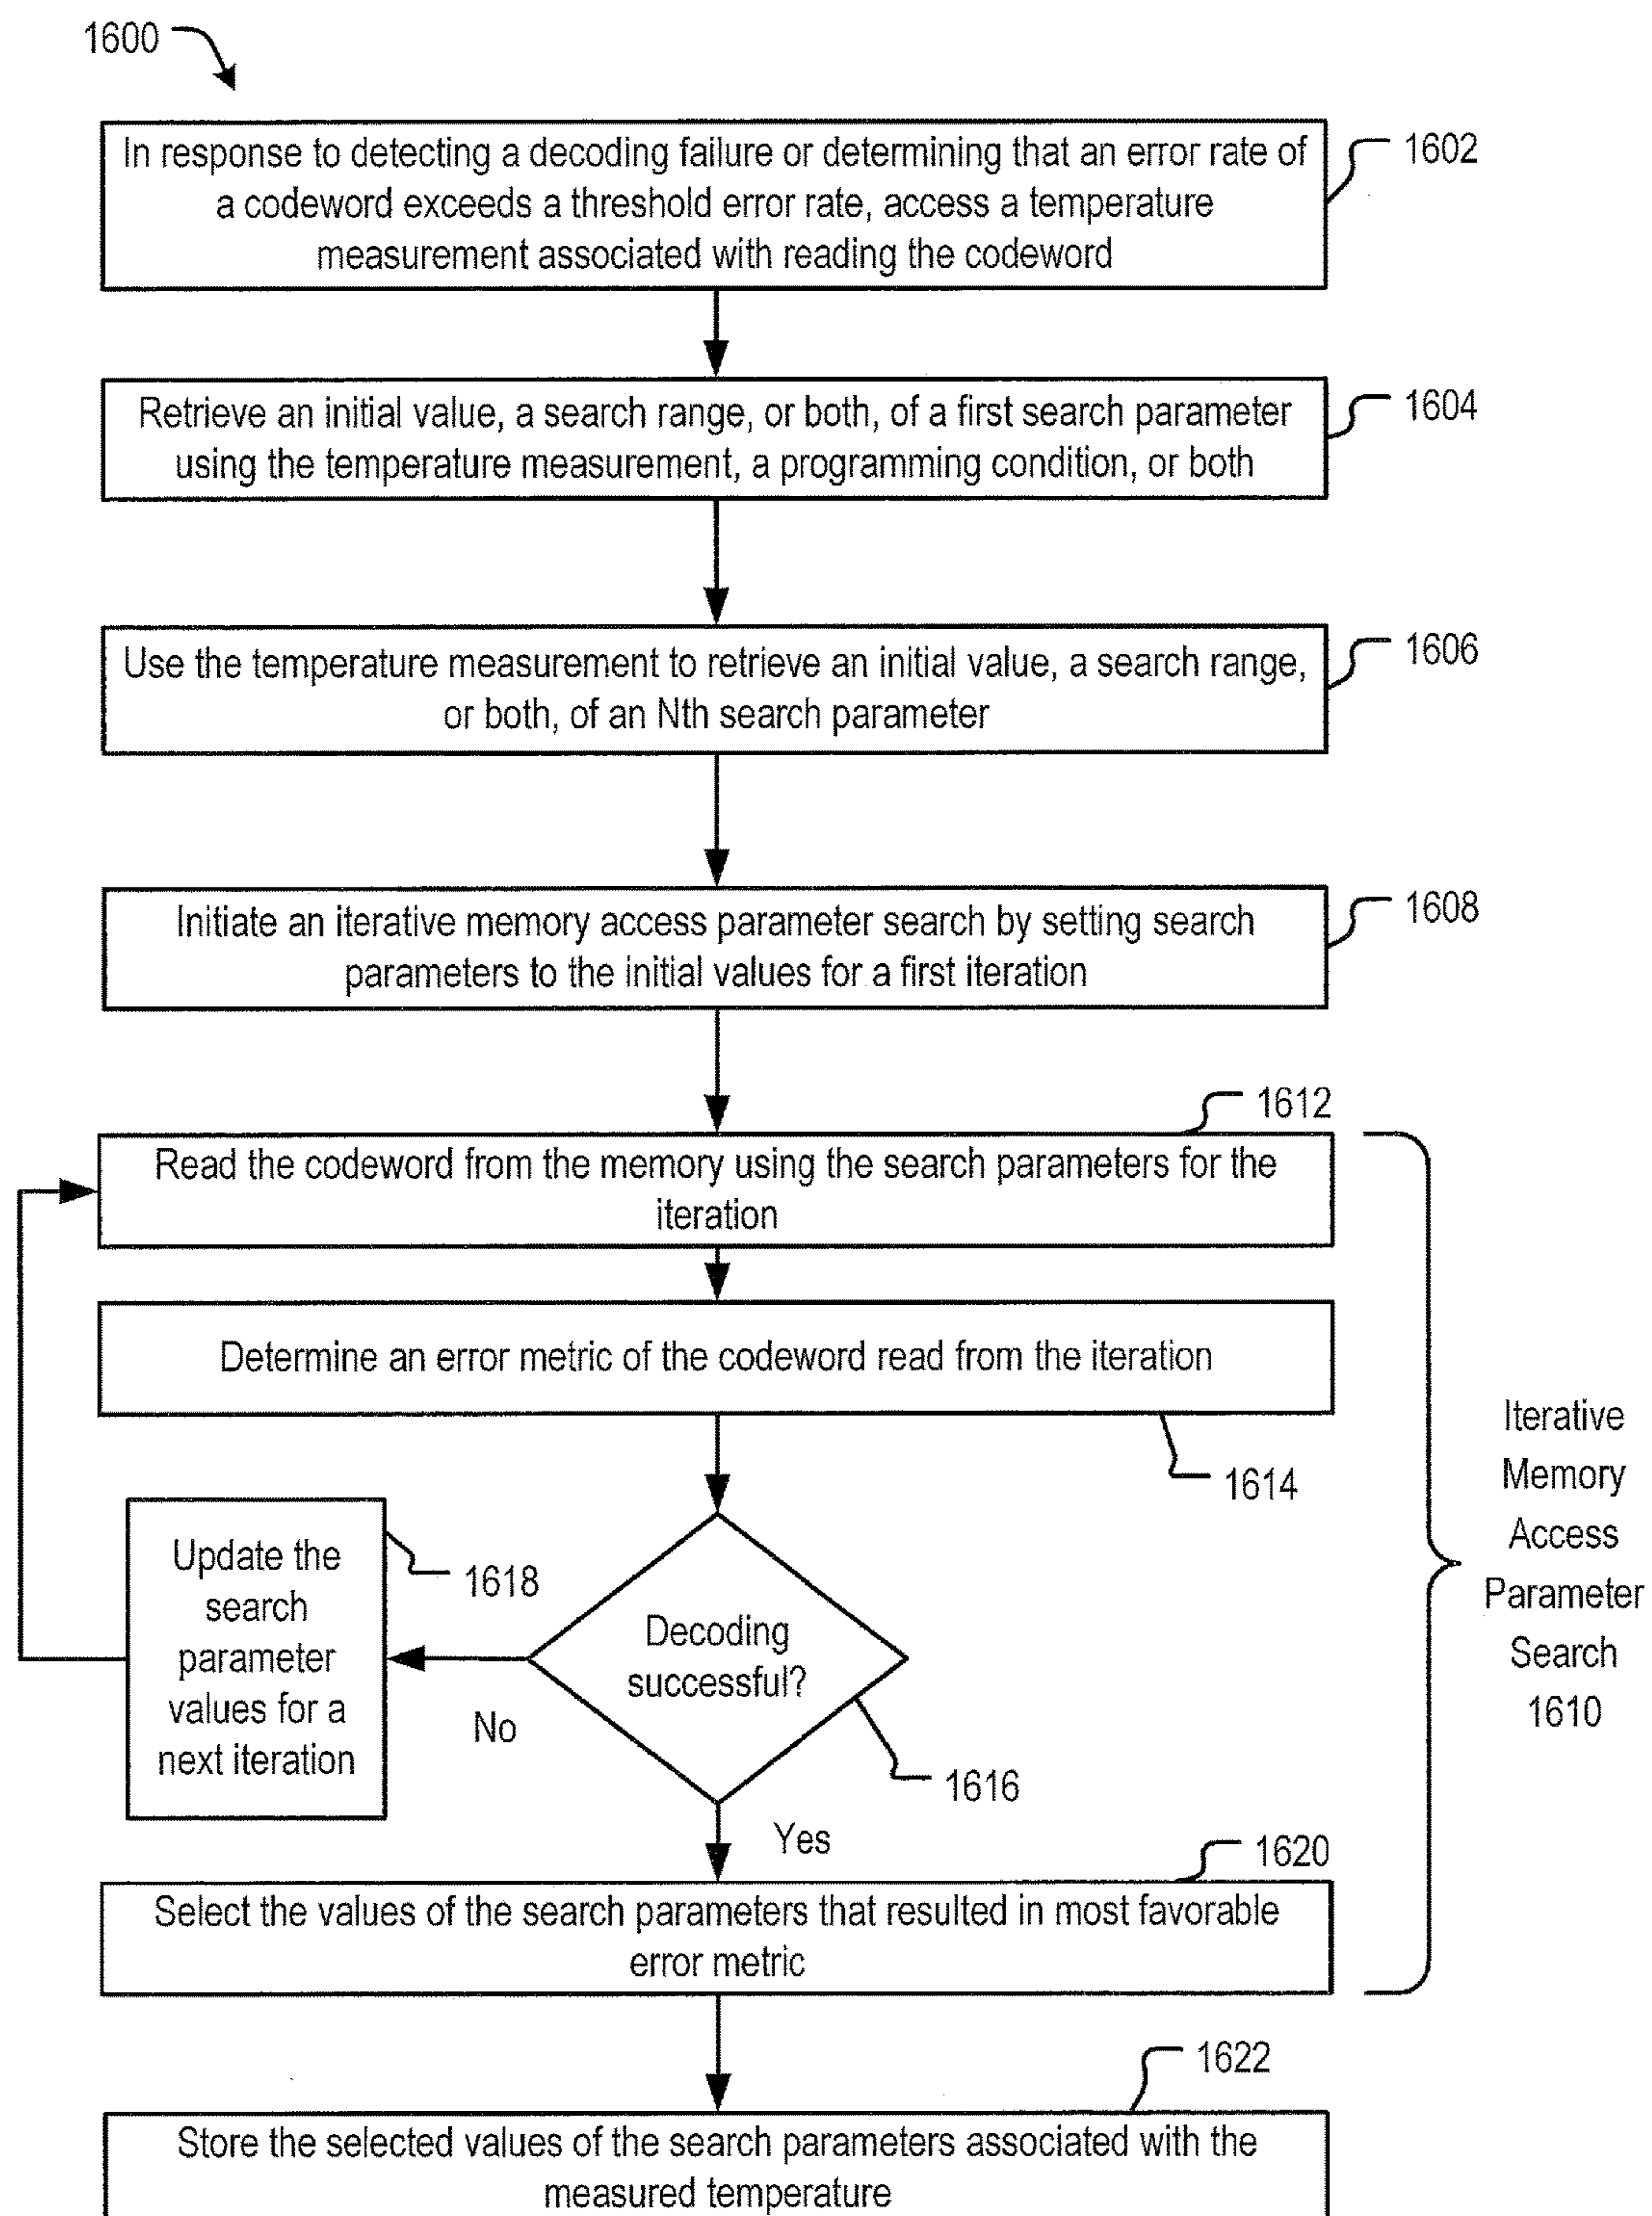 1600
In response to detecting a decoding failure or determining that an error rate of
a codeword exceeds a threshold error rate, access a temperature
measurement associated with reading the codeword
1602
Retrieve an initial value, a search range, or both, of a first search parameter
using the temperature measurement, a programming condition, or both
1604
Use the temperature measurement to retrieve an initial value, a search range,
or both, of an Nth search parameter
1606
Initiate an iterative memory access parameter search by setting search
parameters to the initial values for a first iteration
1608
1612
Read the codeword from the memory using the search parameters for the
iteration
Determine an error metric of the codeword read from the iteration
1614
Decoding
successful?
1616
No
Update the
search
parameter
values for a
next iteration
1618
Yes
1620
Select the values of the search parameters that resulted in most favorable
error metric
Iterative
Memory
Access
Parameter
Search
1610
1622
Store the selected values of the search parameters associated with the
measured temperature